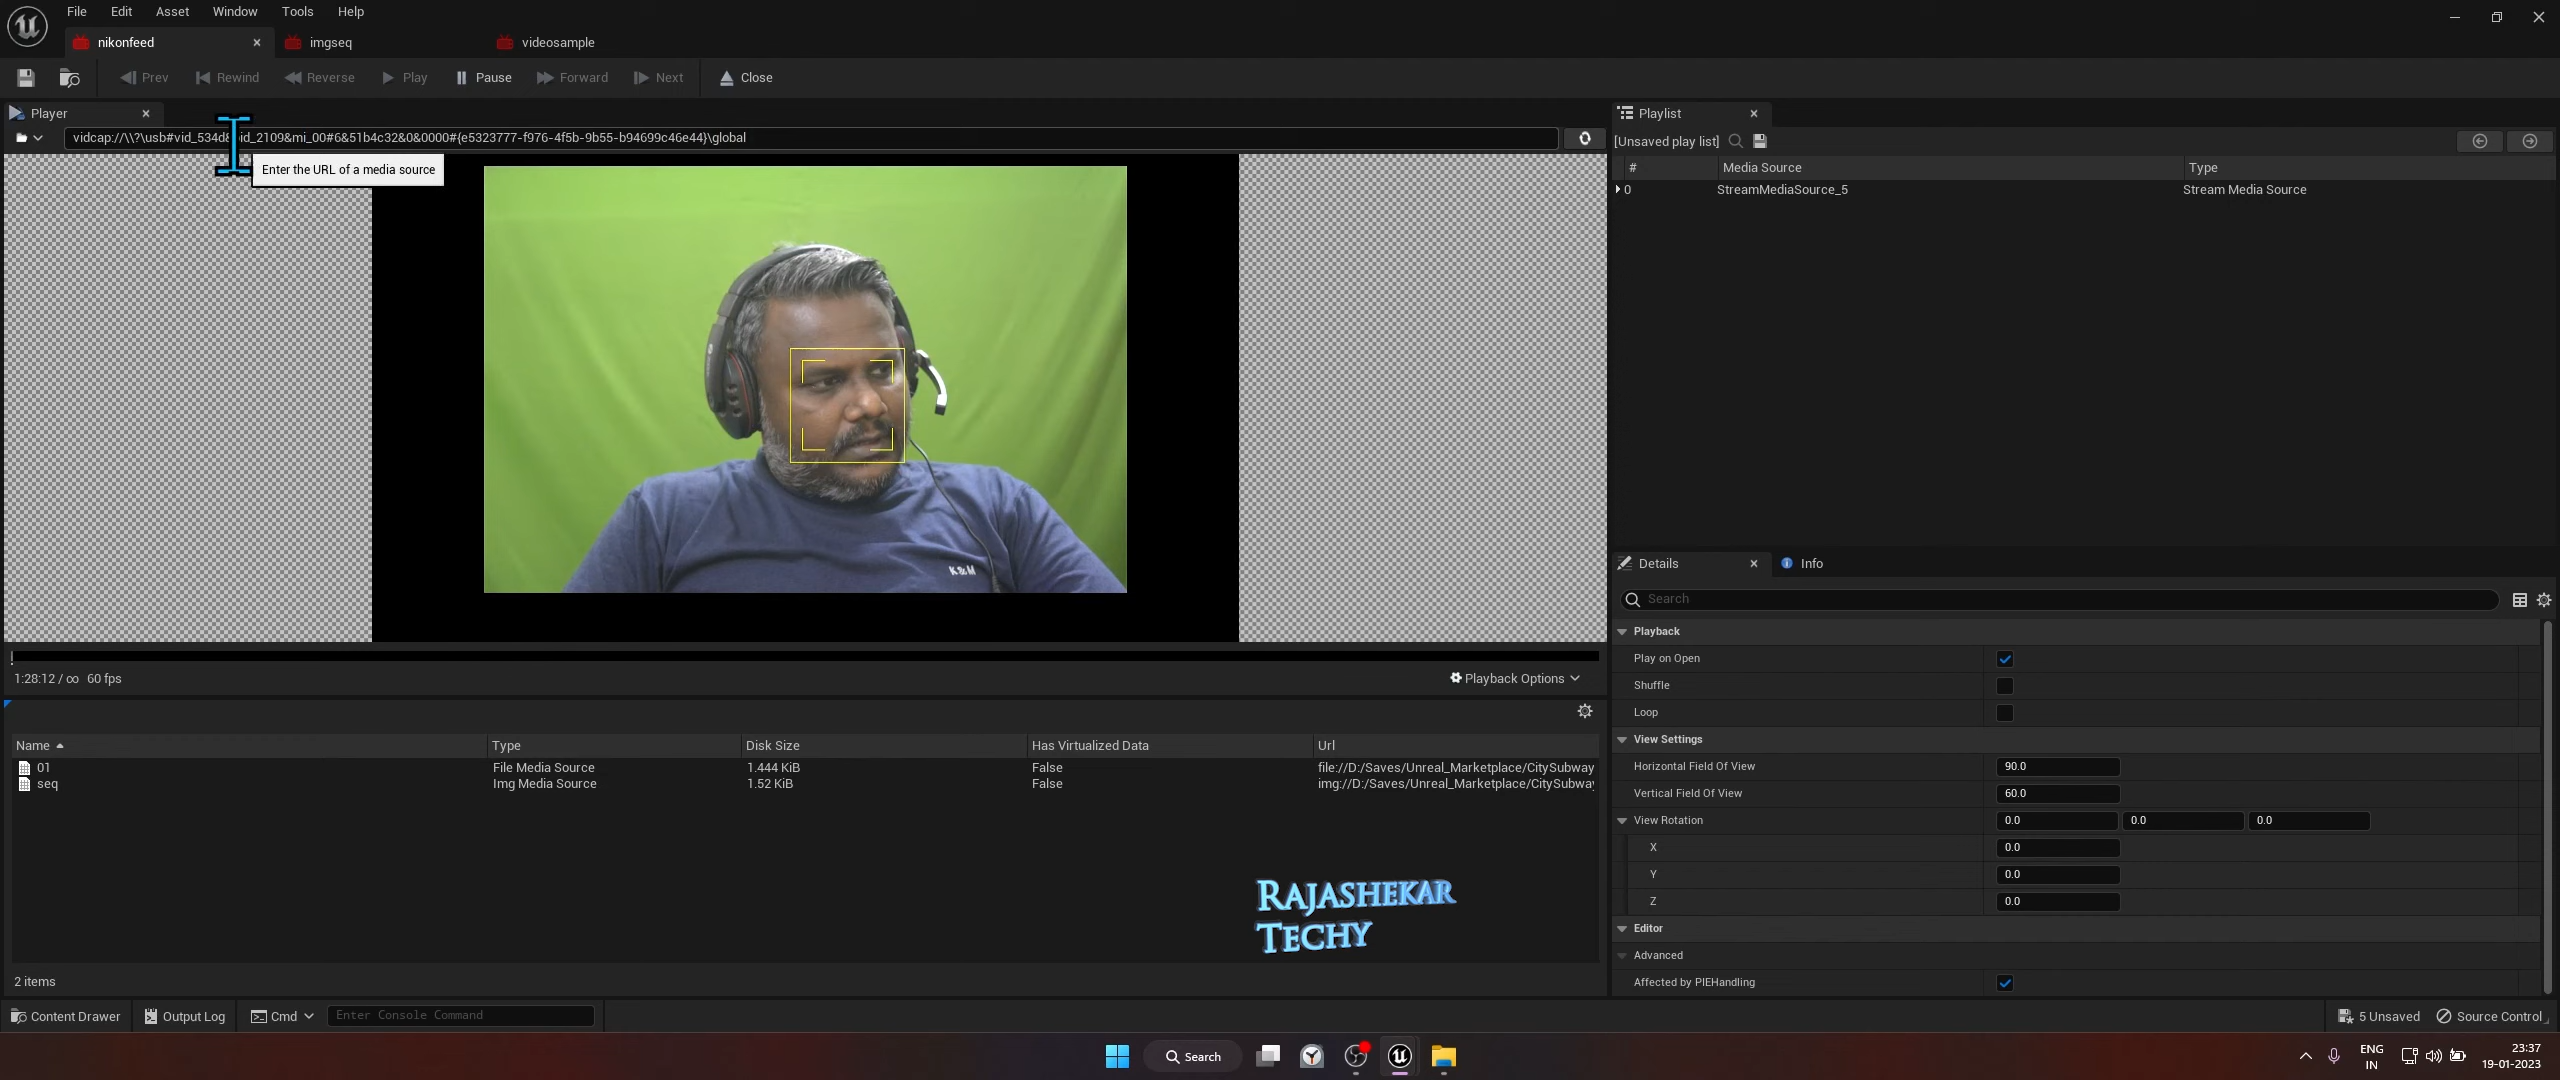 File Edit Asset Window Tools Help
nikonfeed imgseq videosample
Prev Rewind Reverse Play Pause Forward Next Close
Player
vidcap://\\?\usb#vid_534d& id_2109&mi_00#6&51b4c32&0&0000#{e5323777-f976-4f5b-9b55-b94699c46e44}\global
Enter the URL of a media source
K&M
1:28:12 / ∞ 60 fps
Playback Options
Name Type Disk Size Has Virtualized Data Url
01 File Media Source 1.444 KiB False file://D:/Saves/Unreal_Marketplace/CitySubway
seq Img Media Source 1.52 KiB False img://D:/Saves/Unreal_Marketplace/CitySubway
RAJASHEKAR
TECHY
2 items
Playlist
[Unsaved play list]
# Media Source Type
0 StreamMediaSource_5 Stream Media Source
Details Info
Search
Playback
Play on Open
Shuffle
Loop
View Settings
Horizontal Field Of View 90.0
Vertical Field Of View 60.0
View Rotation 0.0 0.0 0.0
X 0.0
Y 0.0
Z 0.0
Editor
Advanced
Affected by PIEHandling
Content Drawer Output Log Cmd Enter Console Command 5 Unsaved Source Control
Search
ENG
IN
23:37
19-01-2023